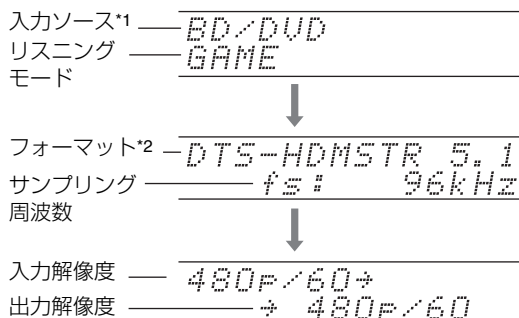 入力ソース*1 BD/DVD
リスニングモード GAME
フォーマット*2 DTS-HDMSTR 5.1
サンプリング周波数 fs: 96kHz
入力解像度 480p/60→
出力解像度 → 480p/60